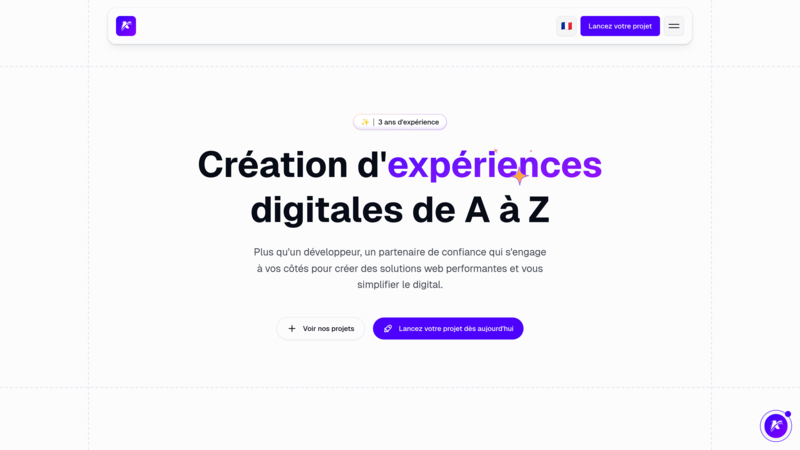 Lancez votre projet
✨ | 3 ans d'expérience
Création d'expériences
digitales de A à Z
Plus qu'un développeur, un partenaire de confiance qui s'engage
à vos côtés pour créer des solutions web performantes et vous
simplifier le digital.
Voir nos projets
Lancez votre projet dès aujourd'hui